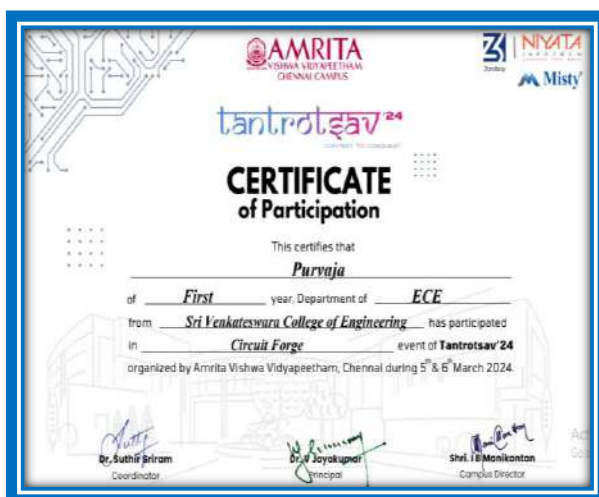 AMRITA
VISHWA VIDYAPEETHAM
CHENNAI CAMPUS
NIYATA
INFOTECH
Misty
tantrotsav'24
CERTIFICATE
of Participation
This certifies that
Purvaja
of First year, Department of ECE
from Sri Venkateswara College of Engineering has participated
in Circuit Forge event of Tantrotsav'24
organized by Amrita Vishwa Vidyapeetham, Chennai during 5th & 6th March 2024.
Dr. Suthir Sriram
Coordinator
Dr. V Jayakumar
Principal
Shri. I B Manikantan
Campus Director